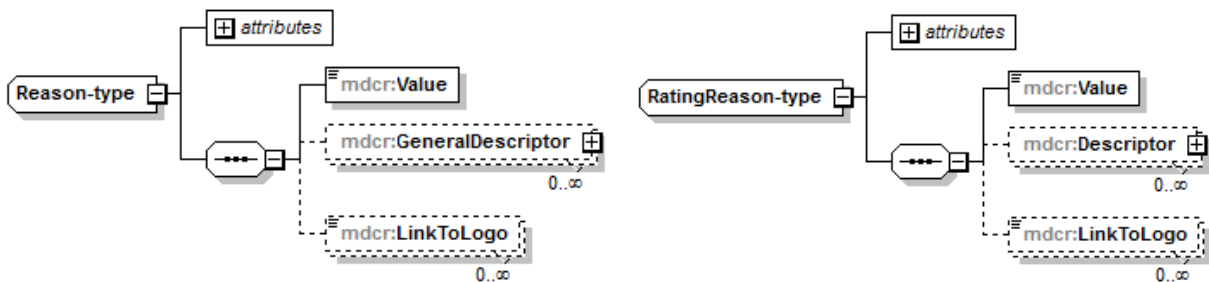 attributes
Reason-type
mdcr:Value
mdcr:GeneralDescriptor
0..∞
mdcr:LinkToLogo
0..∞
attributes
RatingReason-type
mdcr:Value
mdcr:Descriptor
0..∞
mdcr:LinkToLogo
0..∞